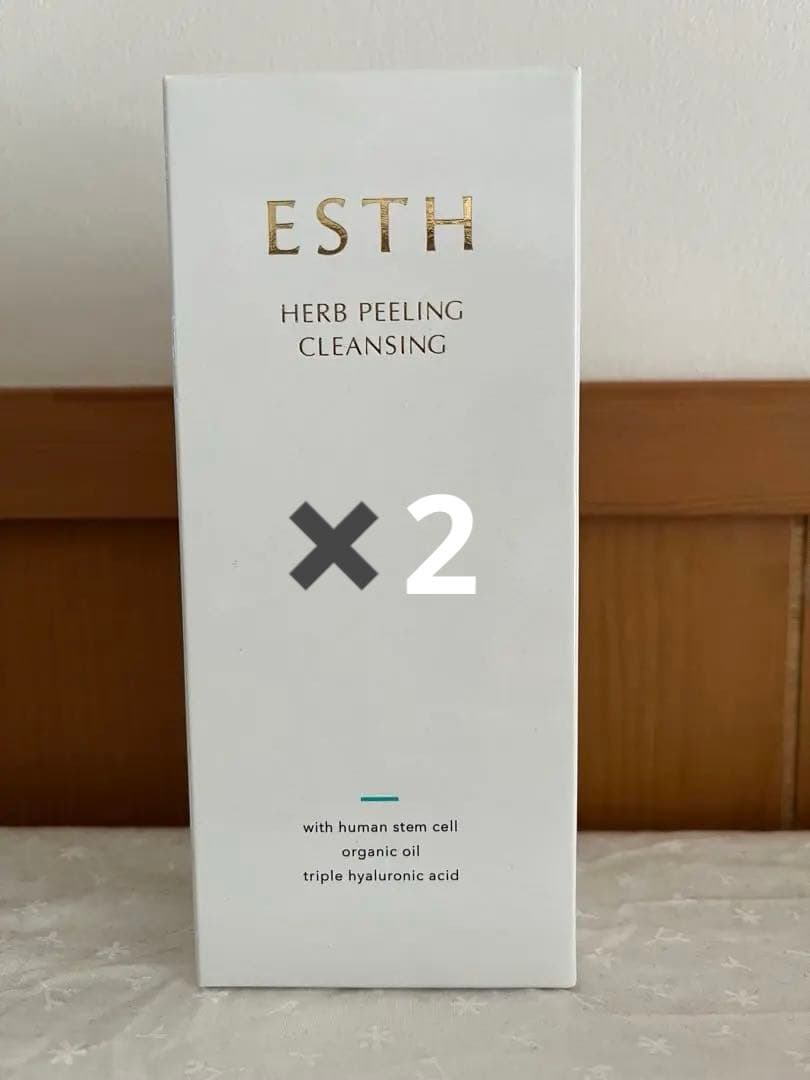 ESTH
HERB PEELING
CLEANSING
✖2
with human stem cell
organic oil
triple hyaluronic acid